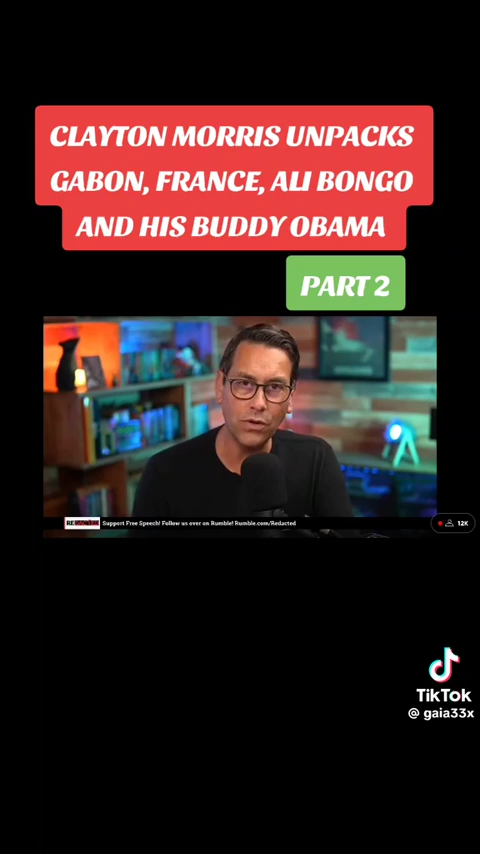 CLAYTON MORRIS UNPACKS
GABON, FRANCE, ALI BONGO
AND HIS BUDDY OBAMA
PART 2
REDACTED Support Free Speech! Follow us over on Rumble! Rumble.com/Redacted
12K
TikTok
@ gaia33x